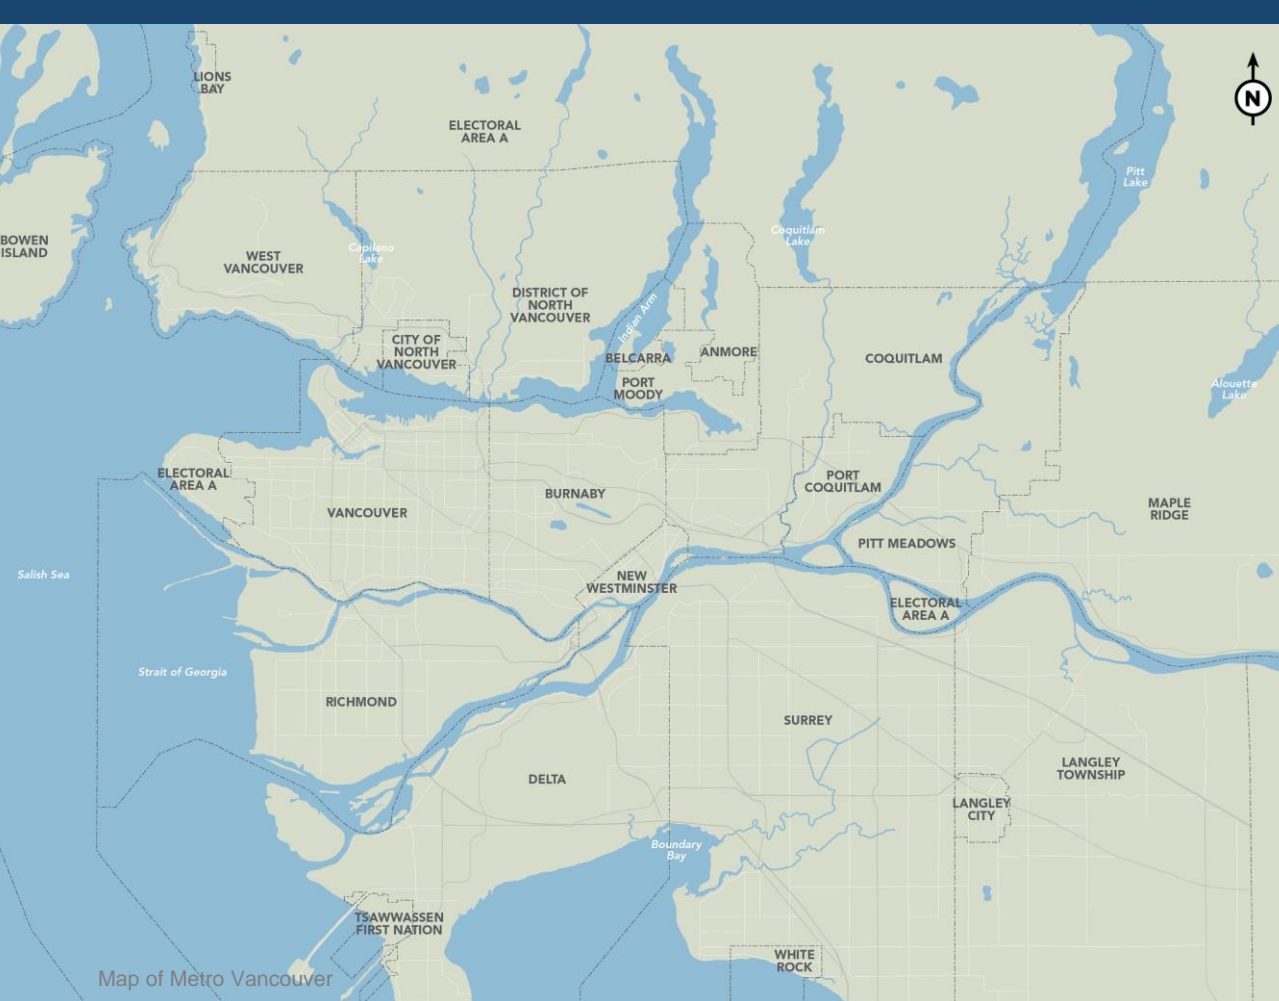 LIONS
BAY
N
ELECTORAL
AREA A
Pitt
Lake
BOWEN
ISLAND
Coquitlam
Lake
Capilano
Lake
WEST
VANCOUVER
DISTRICT OF
NORTH
VANCOUVER
Indian Arm
CITY OF
NORTH
VANCOUVER
BELCARRA
ANMORE
COQUITLAM
PORT
MOODY
Alouette
Lake
ELECTORAL
AREA A
VANCOUVER
BURNABY
PORT
COQUITLAM
MAPLE
RIDGE
PITT MEADOWS
Salish Sea
NEW
WESTMINSTER
ELECTORAL
AREA A
Strait of Georgia
RICHMOND
SURREY
DELTA
LANGLEY
TOWNSHIP
LANGLEY
CITY
Boundary
Bay
TSAWWASSEN
FIRST NATION
WHITE
ROCK
Map of Metro Vancouver